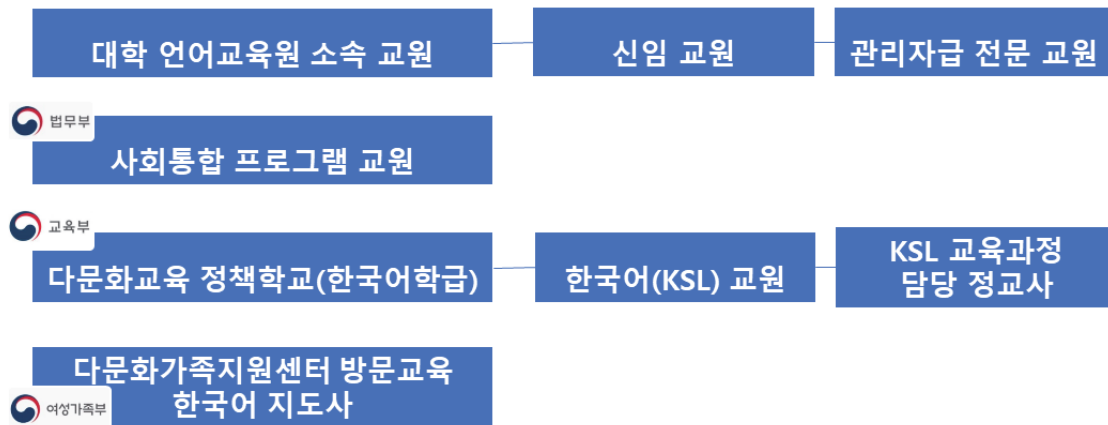 대학 언어교육원 소속 교원
신임 교원
관리자급 전문 교원
법무부
사회통합 프로그램 교원
교육부
다문화교육 정책학교(한국어학급)
한국어(KSL) 교원
KSL 교육과정
담당 정교사
다문화가족지원센터 방문교육
한국어 지도사
여성가족부